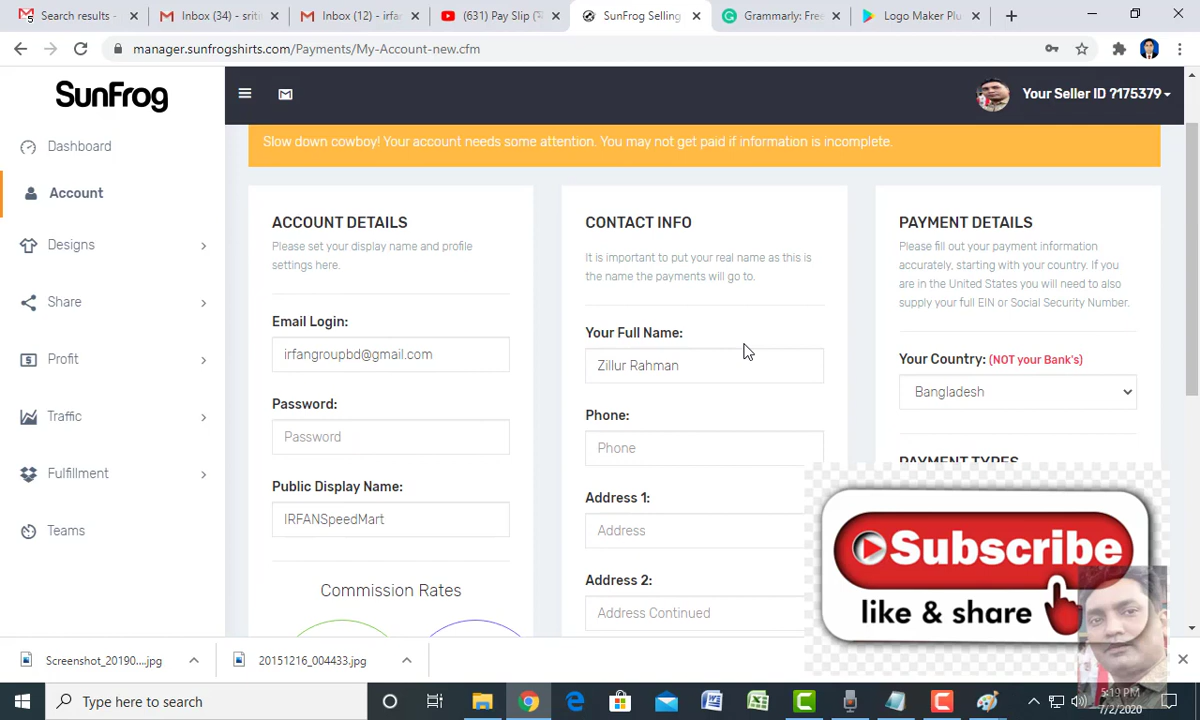 Search results -
Inbox (34) - sriti
Inbox (12) - irfan
(631) Pay Slip
SunFrog Selling
Grammarly: Free
Logo Maker Plu
manager.sunfrogshirts.com/Payments/My-Account-new.cfm
SunFrog
Your Seller ID ?175379
Dashboard
Account
Designs
Share
Profit
Traffic
Fulfillment
Teams
Slow down cowboy! Your account needs some attention. You may not get paid if information is incomplete.
ACCOUNT DETAILS
Please set your display name and profile
settings here.
Email Login:
irfangroupbd@gmail.com
Password:
Password
Public Display Name:
IRFANSpeedMart
Commission Rates
CONTACT INFO
It is important to put your real name as this is
the name the payments will go to.
Your Full Name:
Zillur Rahman
Phone:
Phone
Address 1:
Address
Address 2:
Address Continued
PAYMENT DETAILS
Please fill out your payment information
accurately, starting with your country. If you
are in the United States you will need to also
supply your full EIN or Social Security Number.
Your Country: (NOT your Bank's)
Bangladesh
PAYMENT TYPES
Subscribe
like & share
Screenshot_20190....jpg
20151216_004433.jpg
Type here to search
5:19 PM
7/2/2020